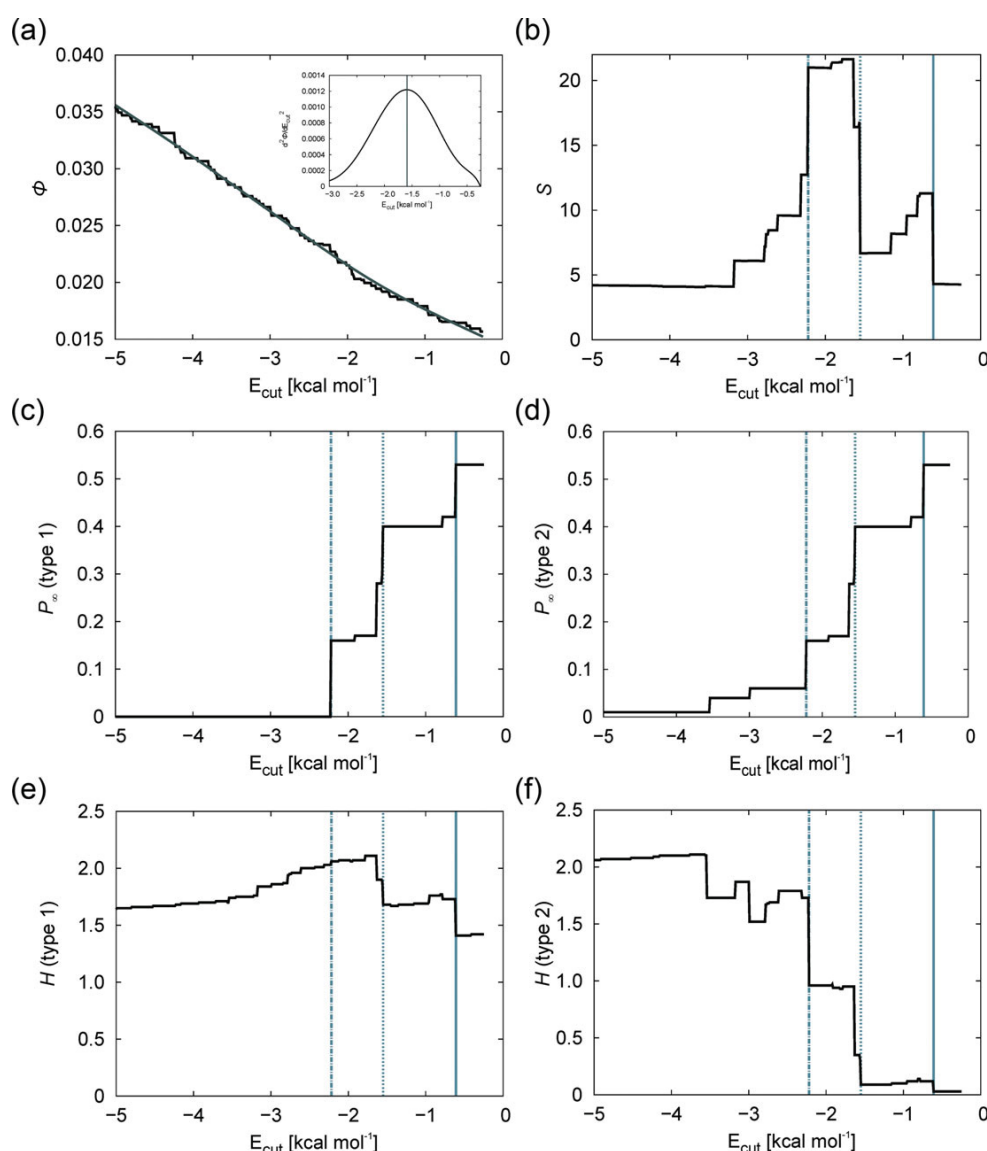 (a)
0.040
0.035
0.030
Φ
0.025
0.020
0.015
−5 −4 −3 −2 −1 0
E_cut [kcal mol⁻¹]
0.0014
0.0012
0.0010
0.0008
0.0006
0.0004
0.0002
0
d²Φ/dE_cut²
−3.0 −2.5 −2.0 −1.5 −1.0 −0.5
E_cut [kcal mol⁻¹]
(b)
20
15
S
10
5
0
−5 −4 −3 −2 −1 0
E_cut [kcal mol⁻¹]
(c)
0.6
0.5
0.4
P∞ (type 1)
0.3
0.2
0.1
0
−5 −4 −3 −2 −1 0
E_cut [kcal mol⁻¹]
(d)
0.6
0.5
0.4
P∞ (type 2)
0.3
0.2
0.1
0
−5 −4 −3 −2 −1 0
E_cut [kcal mol⁻¹]
(e)
2.5
2.0
1.5
H (type 1)
1.0
0.5
0
−5 −4 −3 −2 −1 0
E_cut [kcal mol⁻¹]
(f)
2.5
2.0
1.5
H (type 2)
1.0
0.5
0
−5 −4 −3 −2 −1 0
E_cut [kcal mol⁻¹]